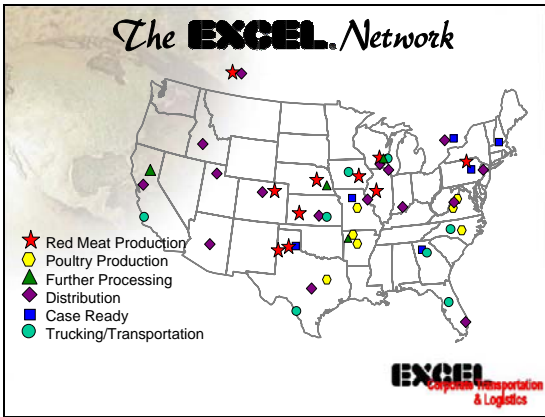 The EXCEL® Network
Red Meat Production
Poultry Production
Further Processing
Distribution
Case Ready
Trucking/Transportation
EXCEL
Corporate Transportation
& Logistics